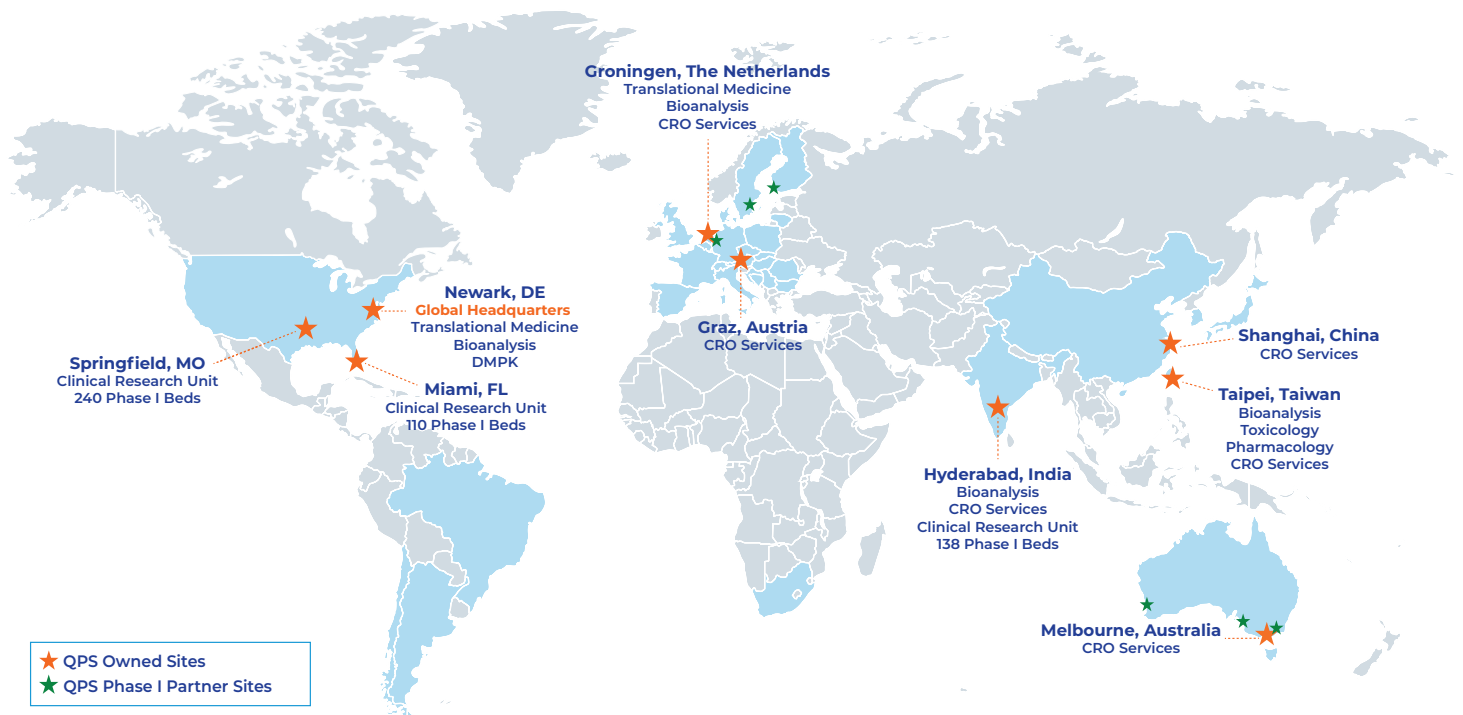 Groningen, The Netherlands
Translational Medicine
Bioanalysis
CRO Services
Newark, DE
Global Headquarters
Translational Medicine
Bioanalysis
DMPK
Springfield, MO
Clinical Research Unit
240 Phase I Beds
Miami, FL
Clinical Research Unit
110 Phase I Beds
Graz, Austria
CRO Services
Shanghai, China
CRO Services
Taipei, Taiwan
Bioanalysis
Toxicology
Pharmacology
CRO Services
Hyderabad, India
Bioanalysis
CRO Services
Clinical Research Unit
138 Phase I Beds
Melbourne, Australia
CRO Services
QPS Owned Sites
QPS Phase I Partner Sites